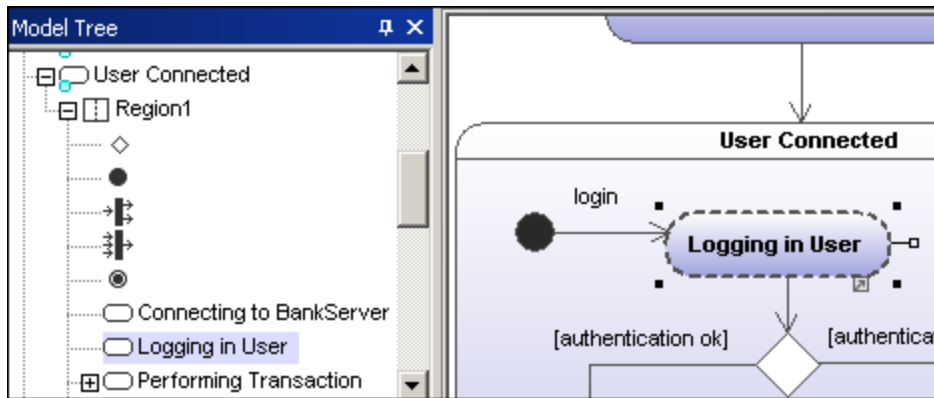 Model Tree
User Connected
Region1
Connecting to BankServer
Logging in User
Performing Transaction
User Connected
login
Logging in User
[authentication ok]
[authentica